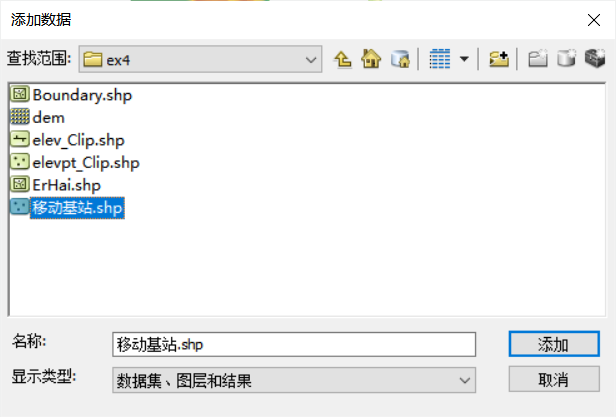 添加数据
查找范围: ex4
Boundary.shp
dem
elev_Clip.shp
elevpt_Clip.shp
ErHai.shp
移动基站.shp
名称: 移动基站.shp 添加
显示类型: 数据集、图层和结果 取消